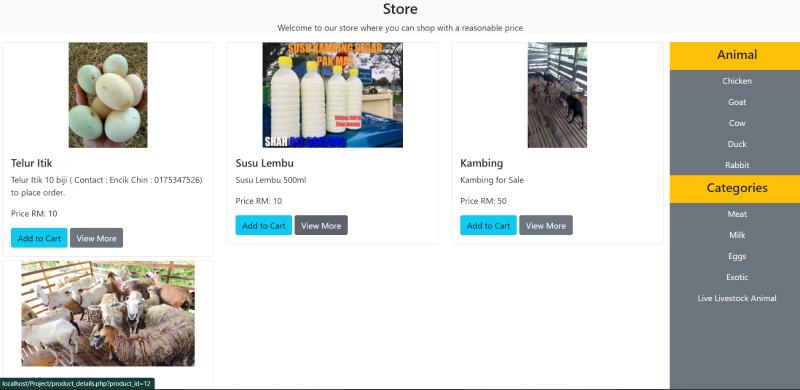 Store
Welcome to our store where you can shop with a reasonable price
Telur Itik
Telur Itik 10 biji ( Contact : Encik Chin : 0175347526)
to place order.
Price RM: 10
Add to Cart
View More
SUSU KAMBING SEGAR
PAK MAT
Susu Lembu
Susu Lembu 500ml
Price RM: 10
Add to Cart
View More
Kambing
Kambing for Sale
Price RM: 50
Add to Cart
View More
Animal
Chicken
Goat
Cow
Duck
Rabbit
Categories
Meat
Milk
Eggs
Exotic
Live Livestock Animal
localhost/Project/product_details.php?product_id=12